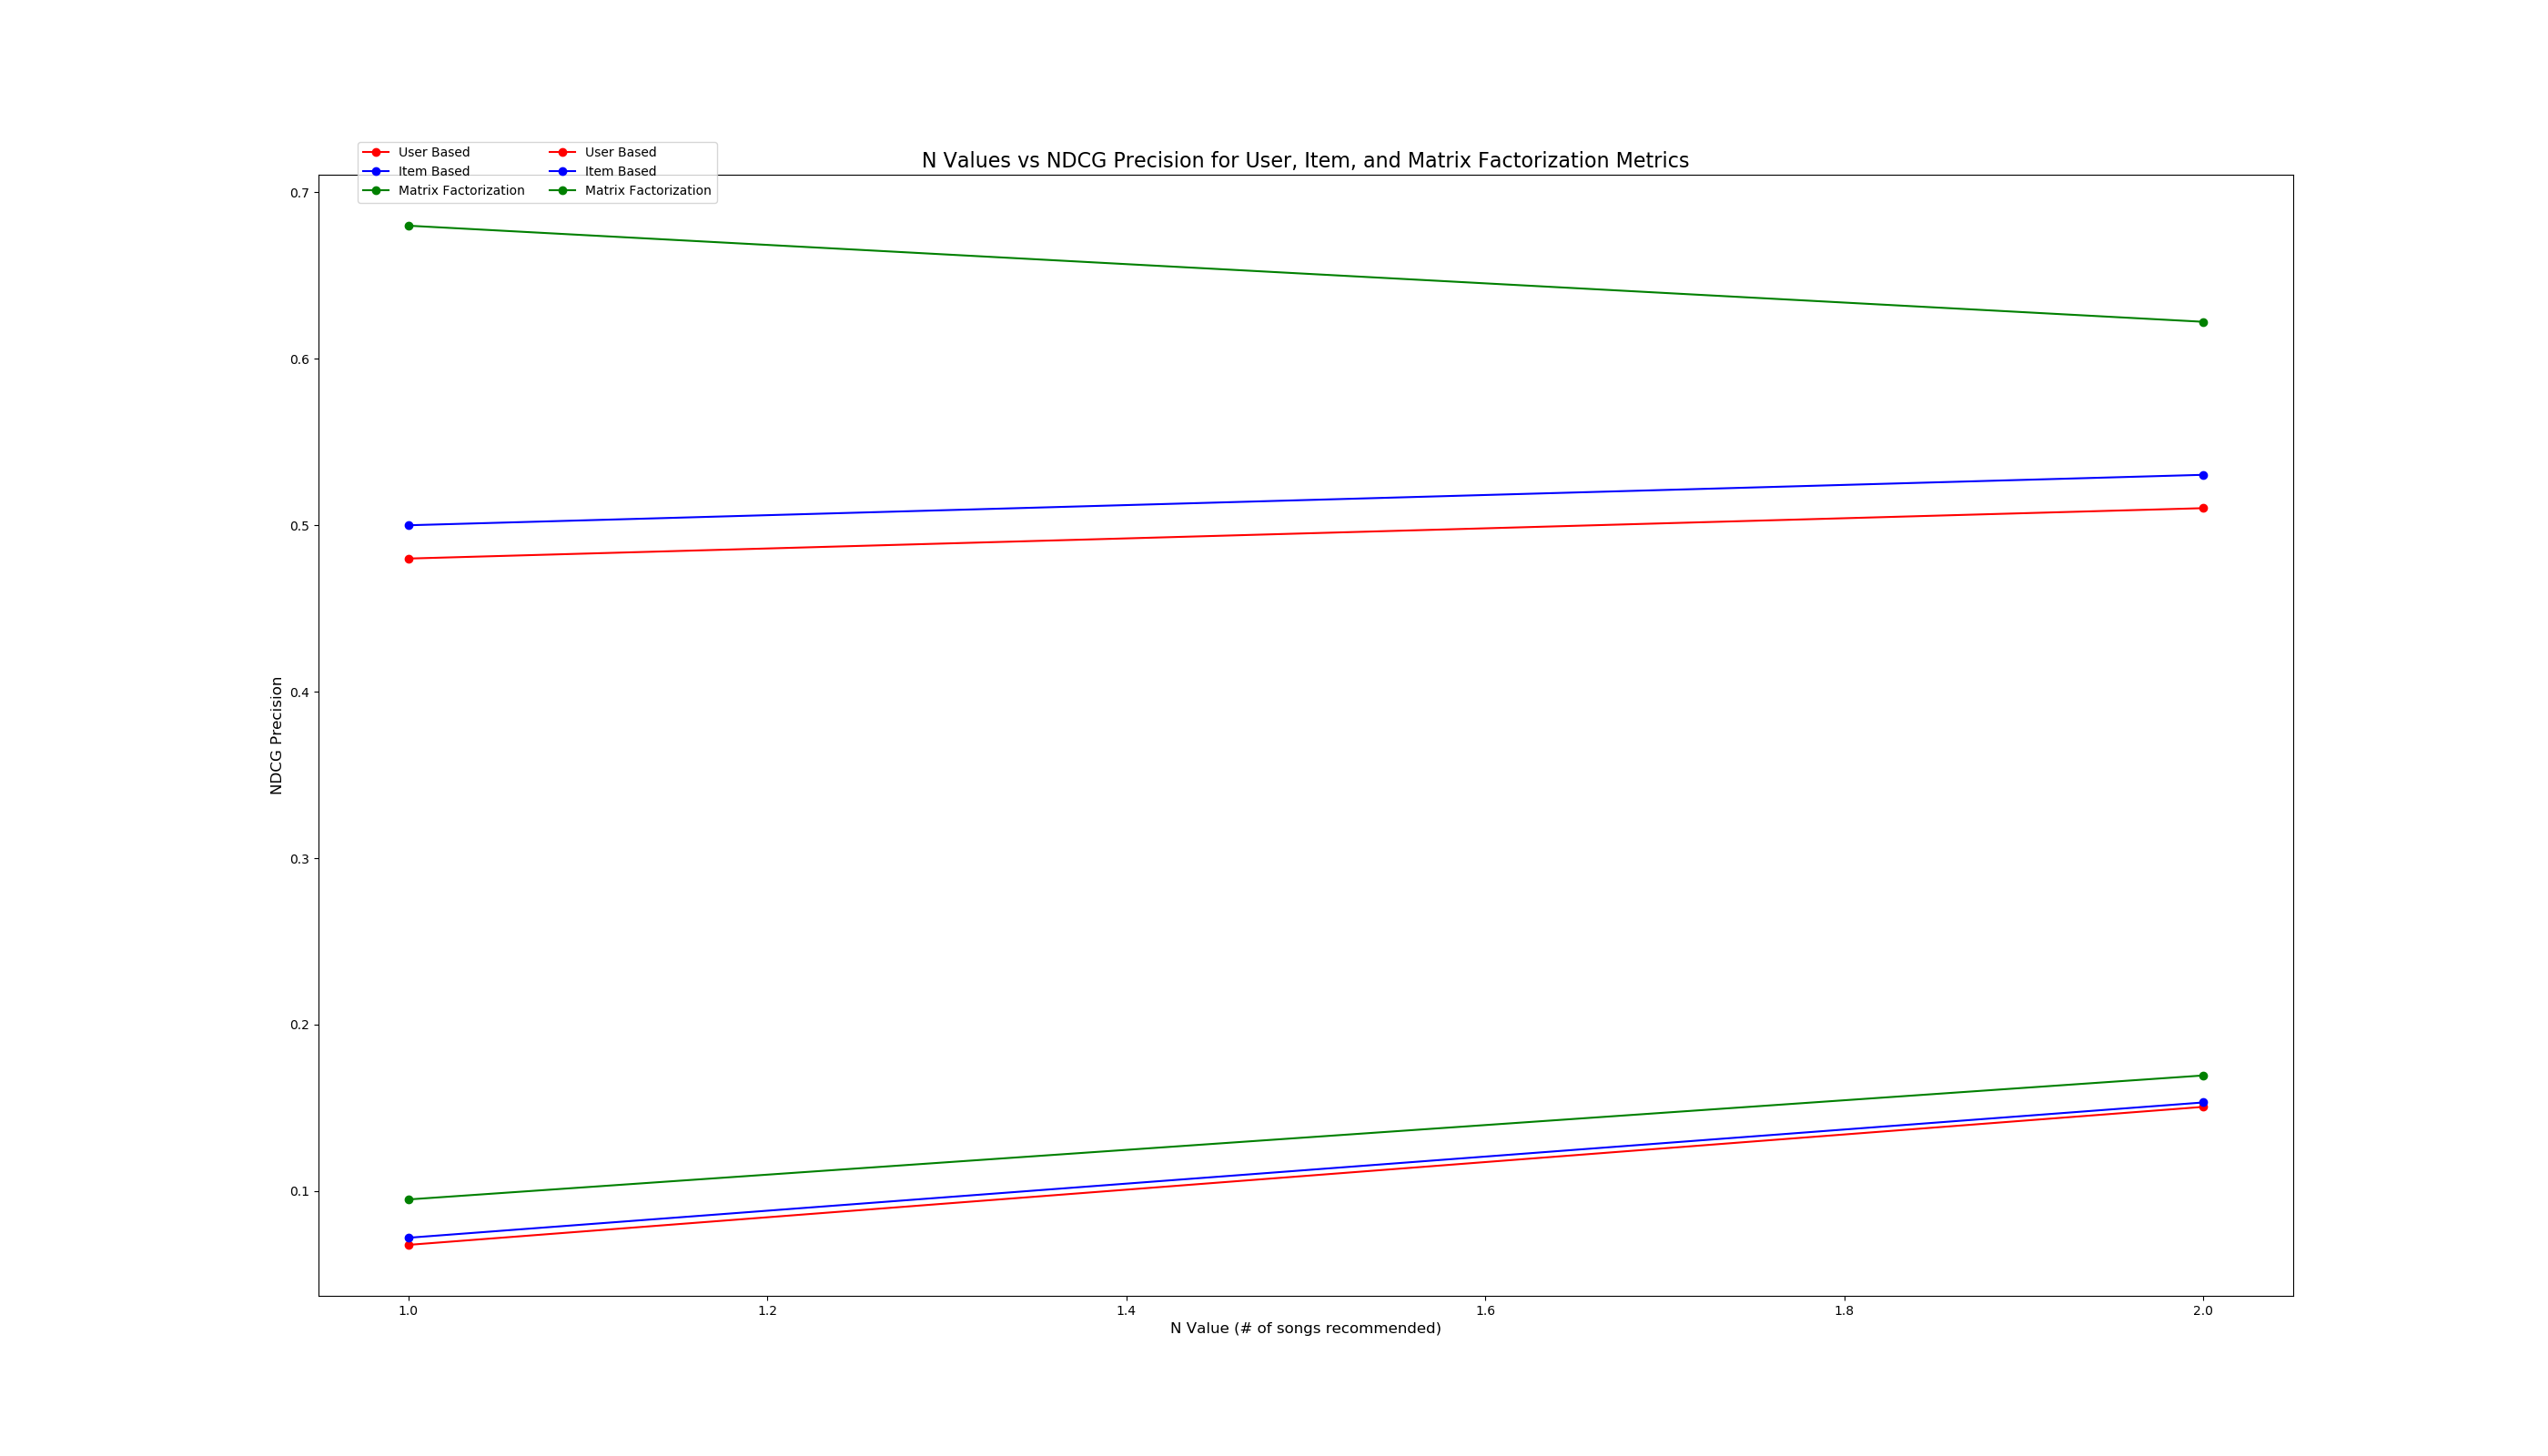 N Values vs NDCG Precision for User, Item, and Matrix Factorization Metrics
User Based
Item Based
Matrix Factorization
User Based
Item Based
Matrix Factorization
NDCG Precision
0.7
0.6
0.5
0.4
0.3
0.2
0.1
1.0 1.2 1.4 1.6 1.8 2.0
N Value (# of songs recommended)